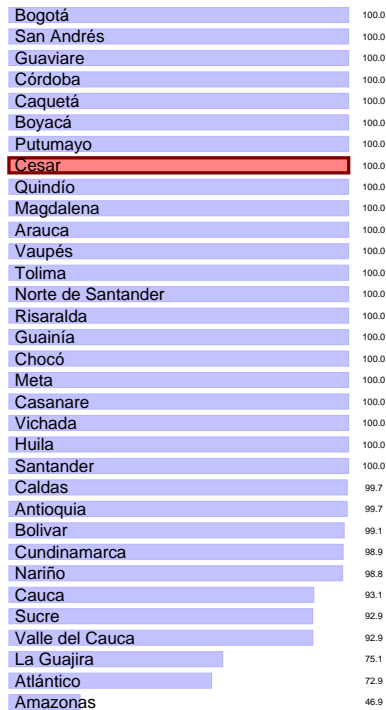 Bogotá 100.0
San Andrés 100.0
Guaviare 100.0
Córdoba 100.0
Caquetá 100.0
Boyacá 100.0
Putumayo 100.0
Cesar 100.0
Quindío 100.0
Magdalena 100.0
Arauca 100.0
Vaupés 100.0
Tolima 100.0
Norte de Santander 100.0
Risaralda 100.0
Guainía 100.0
Chocó 100.0
Meta 100.0
Casanare 100.0
Vichada 100.0
Huila 100.0
Santander 100.0
Caldas 99.7
Antioquia 99.7
Bolivar 99.1
Cundinamarca 98.9
Nariño 98.8
Cauca 93.1
Sucre 92.9
Valle del Cauca 92.9
La Guajira 75.1
Atlántico 72.9
Amazonas 46.9